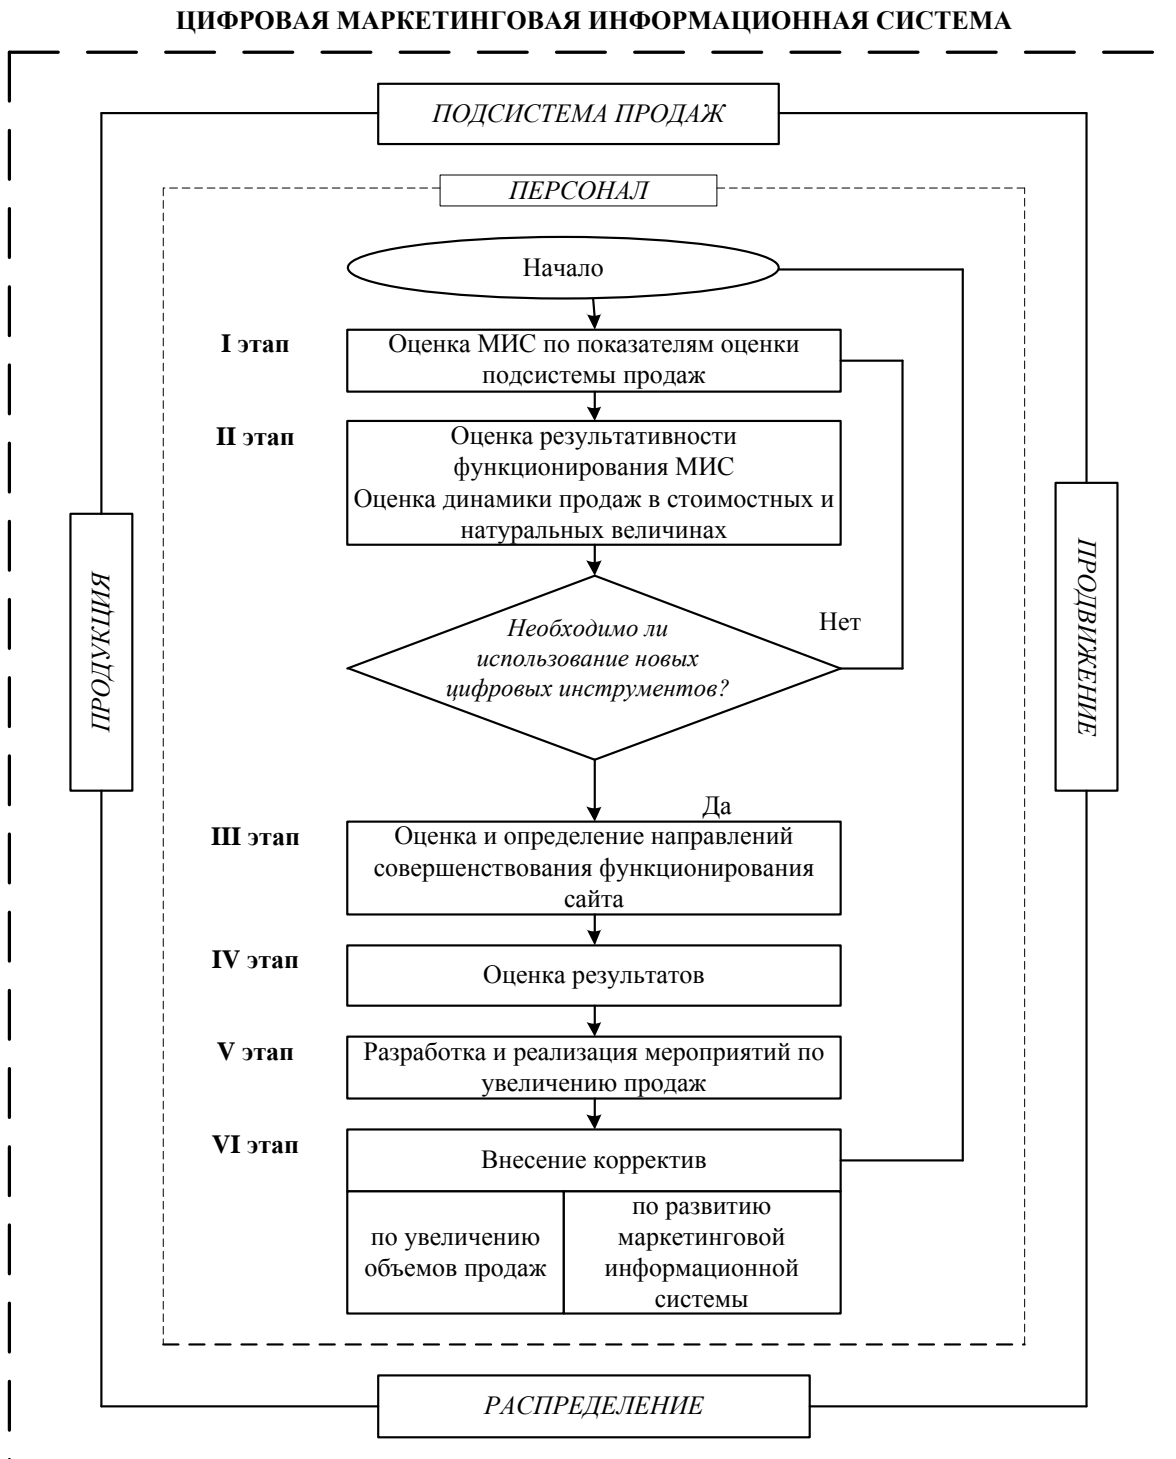 ЦИФРОВАЯ МАРКЕТИНГОВАЯ ИНФОРМАЦИОННАЯ СИСТЕМА
ПОДСИСТЕМА ПРОДАЖ
ПЕРСОНАЛ
Начало
I этап
Оценка МИС по показателям оценки
подсистемы продаж
II этап
Оценка результативности
функционирования МИС
Оценка динамики продаж в стоимостных и
натуральных величинах
ПРОДУКЦИЯ
ПРОДВИЖЕНИЕ
Необходимо ли
использование новых
цифровых инструментов?
Нет
Да
III этап
Оценка и определение направлений
совершенствования функционирования
сайта
IV этап
Оценка результатов
V этап
Разработка и реализация мероприятий по
увеличению продаж
VI этап
Внесение корректив
по увеличению
объемов продаж
по развитию
маркетинговой
информационной
системы
РАСПРЕДЕЛЕНИЕ